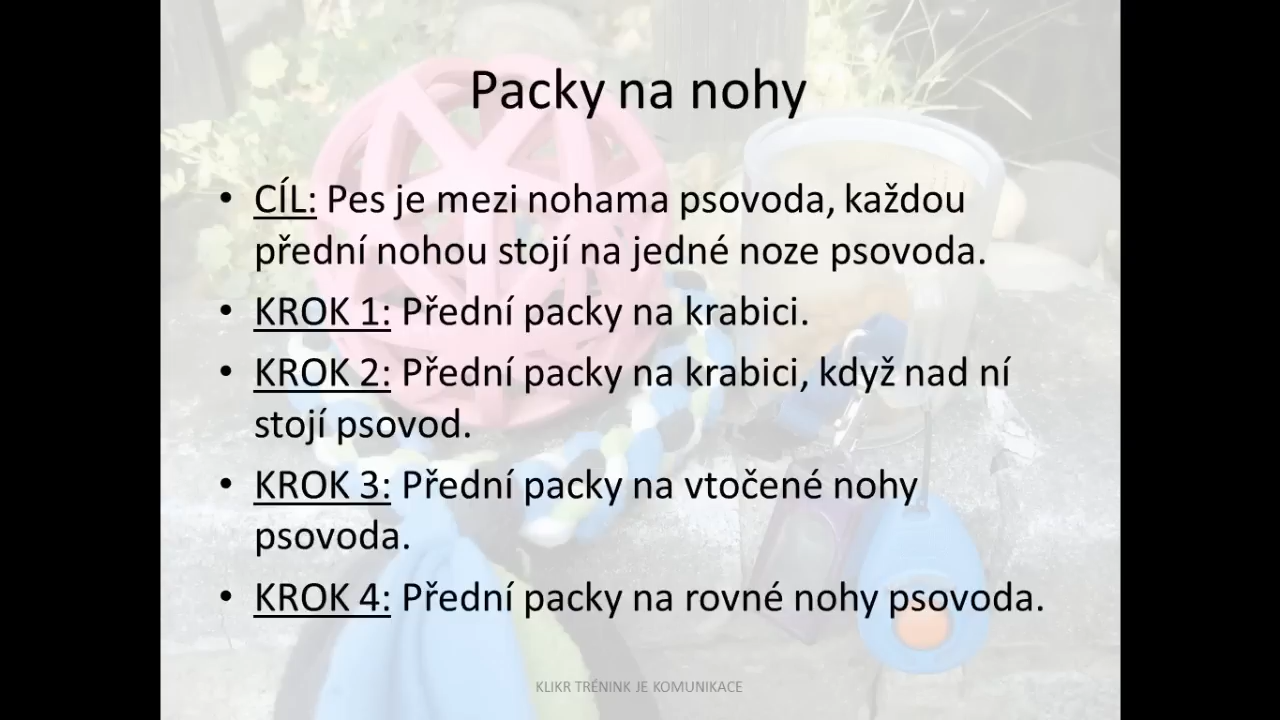 Packy na nohy
• CÍL: Pes je mezi nohama psovoda, každou
přední nohou stojí na jedné noze psovoda.
• KROK 1: Přední packy na krabici.
• KROK 2: Přední packy na krabici, když nad ní
stojí psovod.
• KROK 3: Přední packy na vtočené nohy
psovoda.
• KROK 4: Přední packy na rovné nohy psovoda.
KLIKR TRÉNINK JE KOMUNIKACE